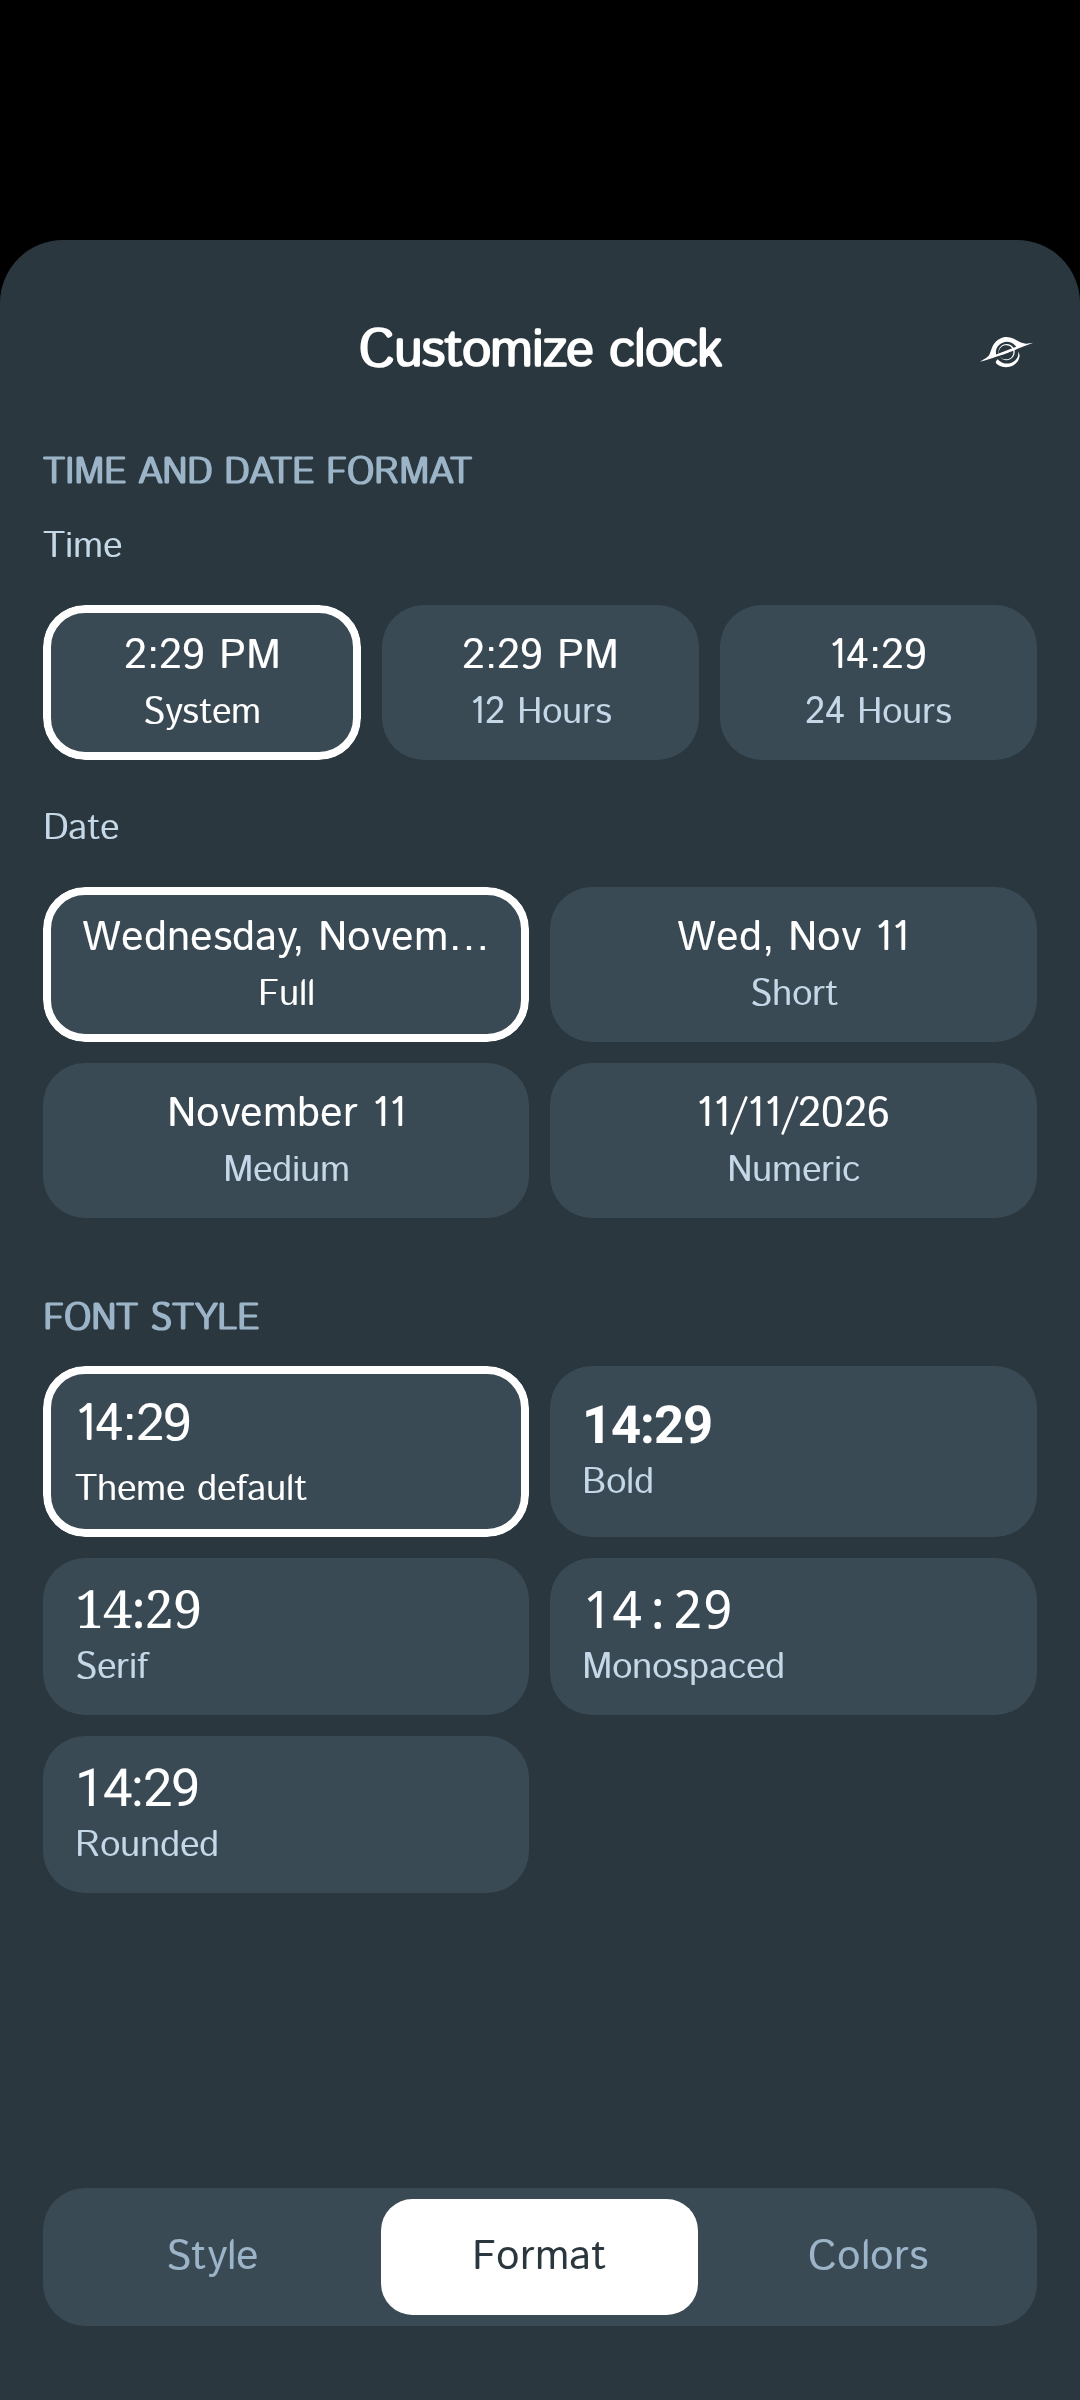 Customize clock
TIME AND DATE FORMAT
Time
2:29 PM
System
2:29 PM
12 Hours
14:29
24 Hours
Date
Wednesday, Novem...
Full
Wed, Nov 11
Short
November 11
Medium
11/11/2026
Numeric
FONT STYLE
14:29
Theme default
14:29
Bold
14:29
Serif
14:29
Monospaced
14:29
Rounded
Style
Format
Colors